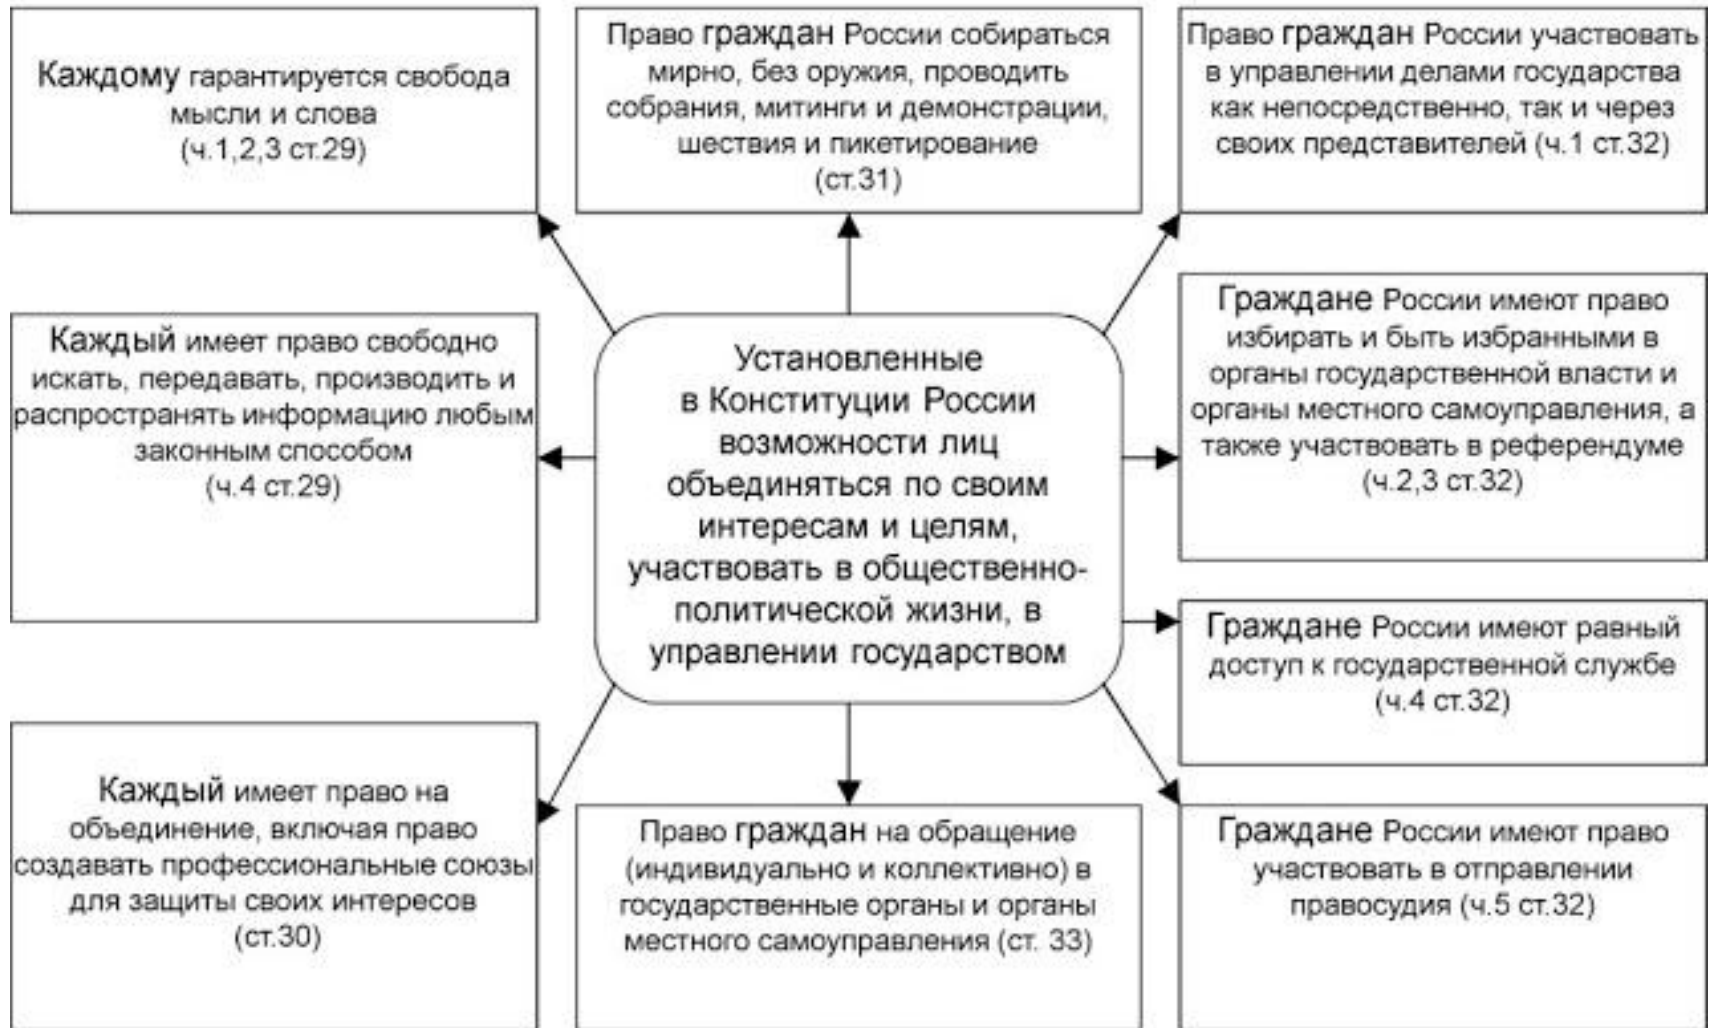 Каждому гарантируется свобода
мысли и слова
(ч.1,2,3 ст.29)
Право граждан России собираться
мирно, без оружия, проводить
собрания, митинги и демонстрации,
шествия и пикетирование
(ст.31)
Право граждан России участвовать
в управлении делами государства
как непосредственно, так и через
своих представителей (ч.1 ст.32)
Каждый имеет право свободно
искать, передавать, производить и
распространять информацию любым
законным способом
(ч.4 ст.29)
Установленные
в Конституции России
возможности лиц
объединяться по своим
интересам и целям,
участвовать в общественно-
политической жизни, в
управлении государством
Граждане России имеют право
избирать и быть избранными в
органы государственной власти и
органы местного самоуправления, а
также участвовать в референдуме
(ч.2,3 ст.32)
Граждане России имеют равный
доступ к государственной службе
(ч.4 ст.32)
Каждый имеет право на
объединение, включая право
создавать профессиональные союзы
для защиты своих интересов
(ст.30)
Право граждан на обращение
(индивидуально и коллективно) в
государственные органы и органы
местного самоуправления (ст. 33)
Граждане России имеют право
участвовать в отправлении
правосудия (ч.5 ст.32)